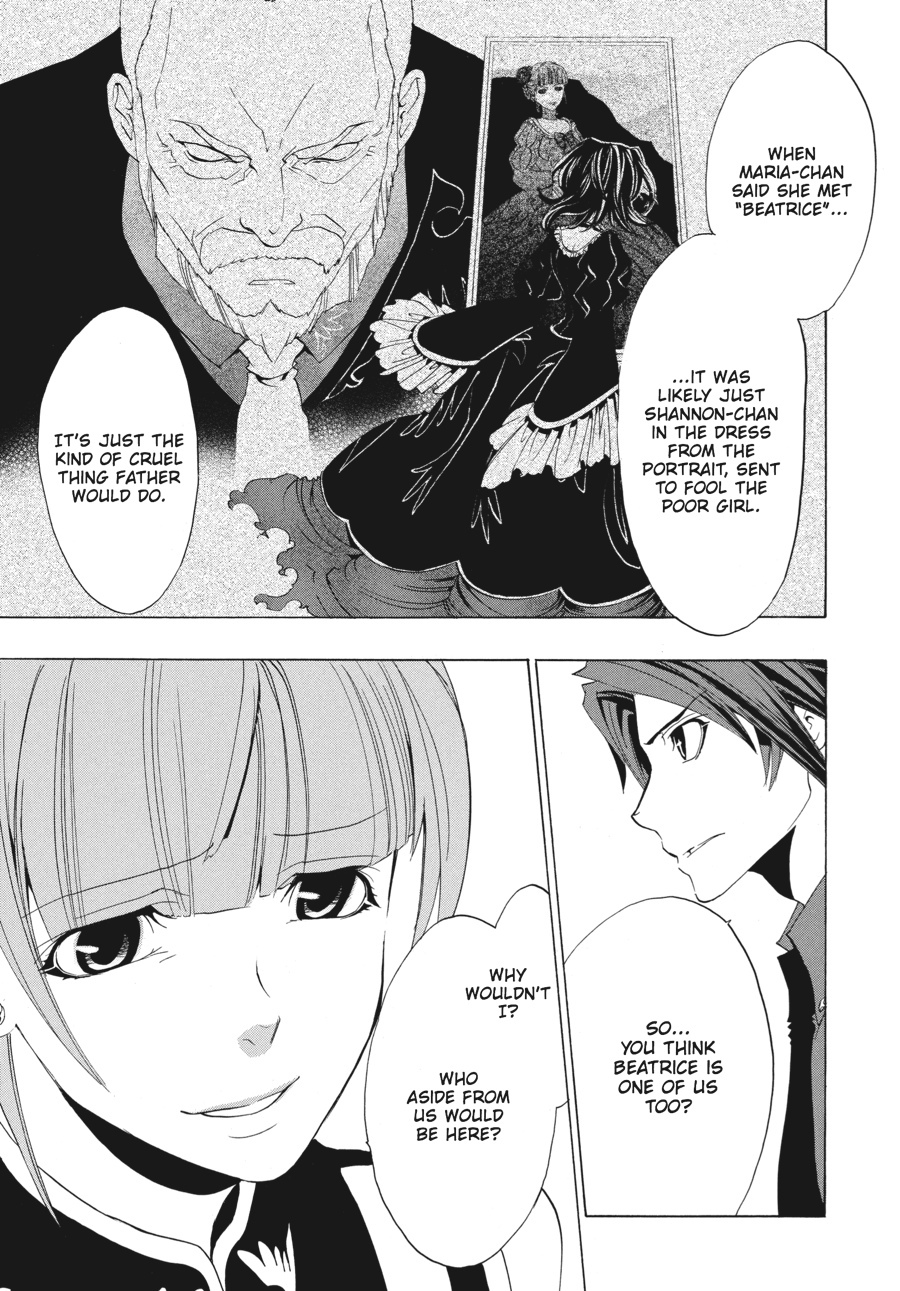 WHEN
MARIA-CHAN
SAID SHE MET
"BEATRICE"...
...IT WAS
LIKELY JUST
SHANNON-CHAN
IN THE DRESS
FROM THE
PORTRAIT, SENT
TO FOOL THE
POOR GIRL.
IT'S JUST THE
KIND OF CRUEL
THING FATHER
WOULD DO.
SO...
YOU THINK
BEATRICE IS
ONE OF US
TOO?
WHY
WOULDN'T
I?
WHO
ASIDE FROM
US WOULD
BE HERE?